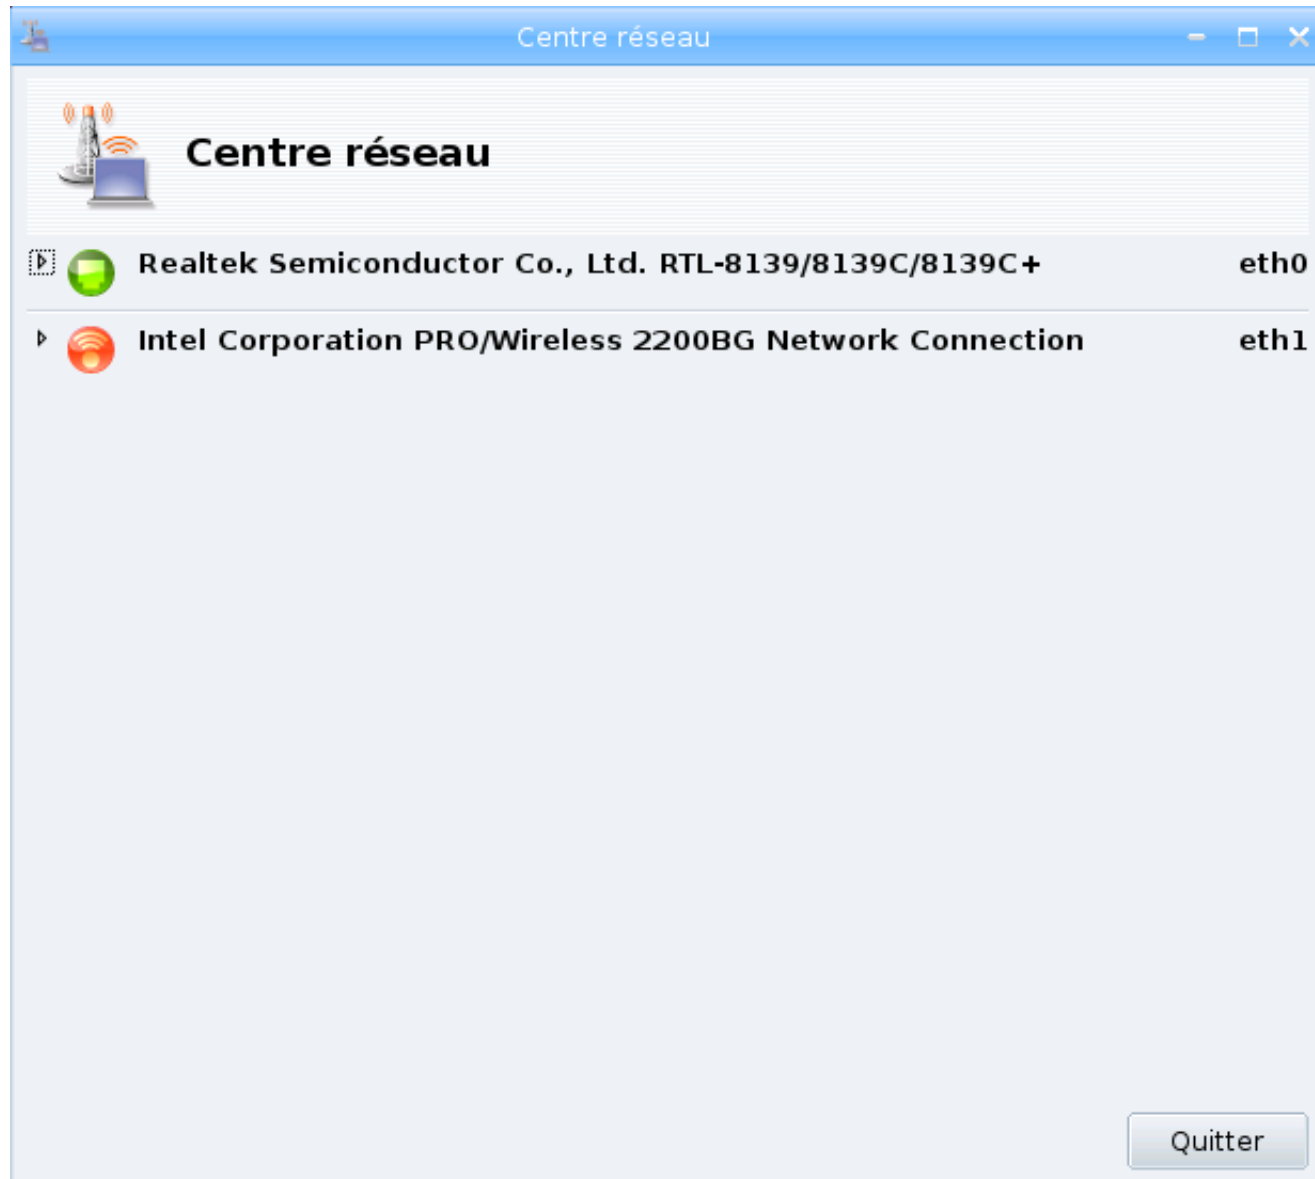 Centre réseau
Centre réseau
Realtek Semiconductor Co., Ltd. RTL-8139/8139C/8139C+ eth0
Intel Corporation PRO/Wireless 2200BG Network Connection eth1
Quitter